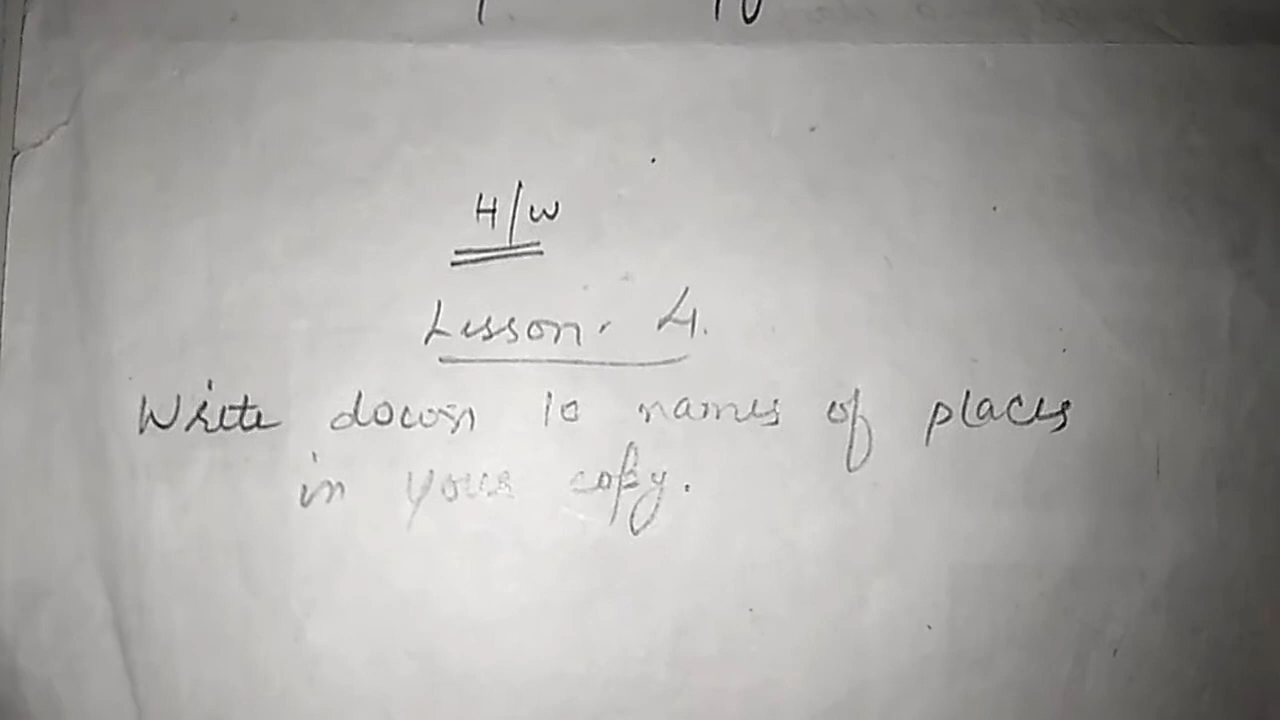 H/W
Lesson. 4.
Write down 10 names of places
in your copy.